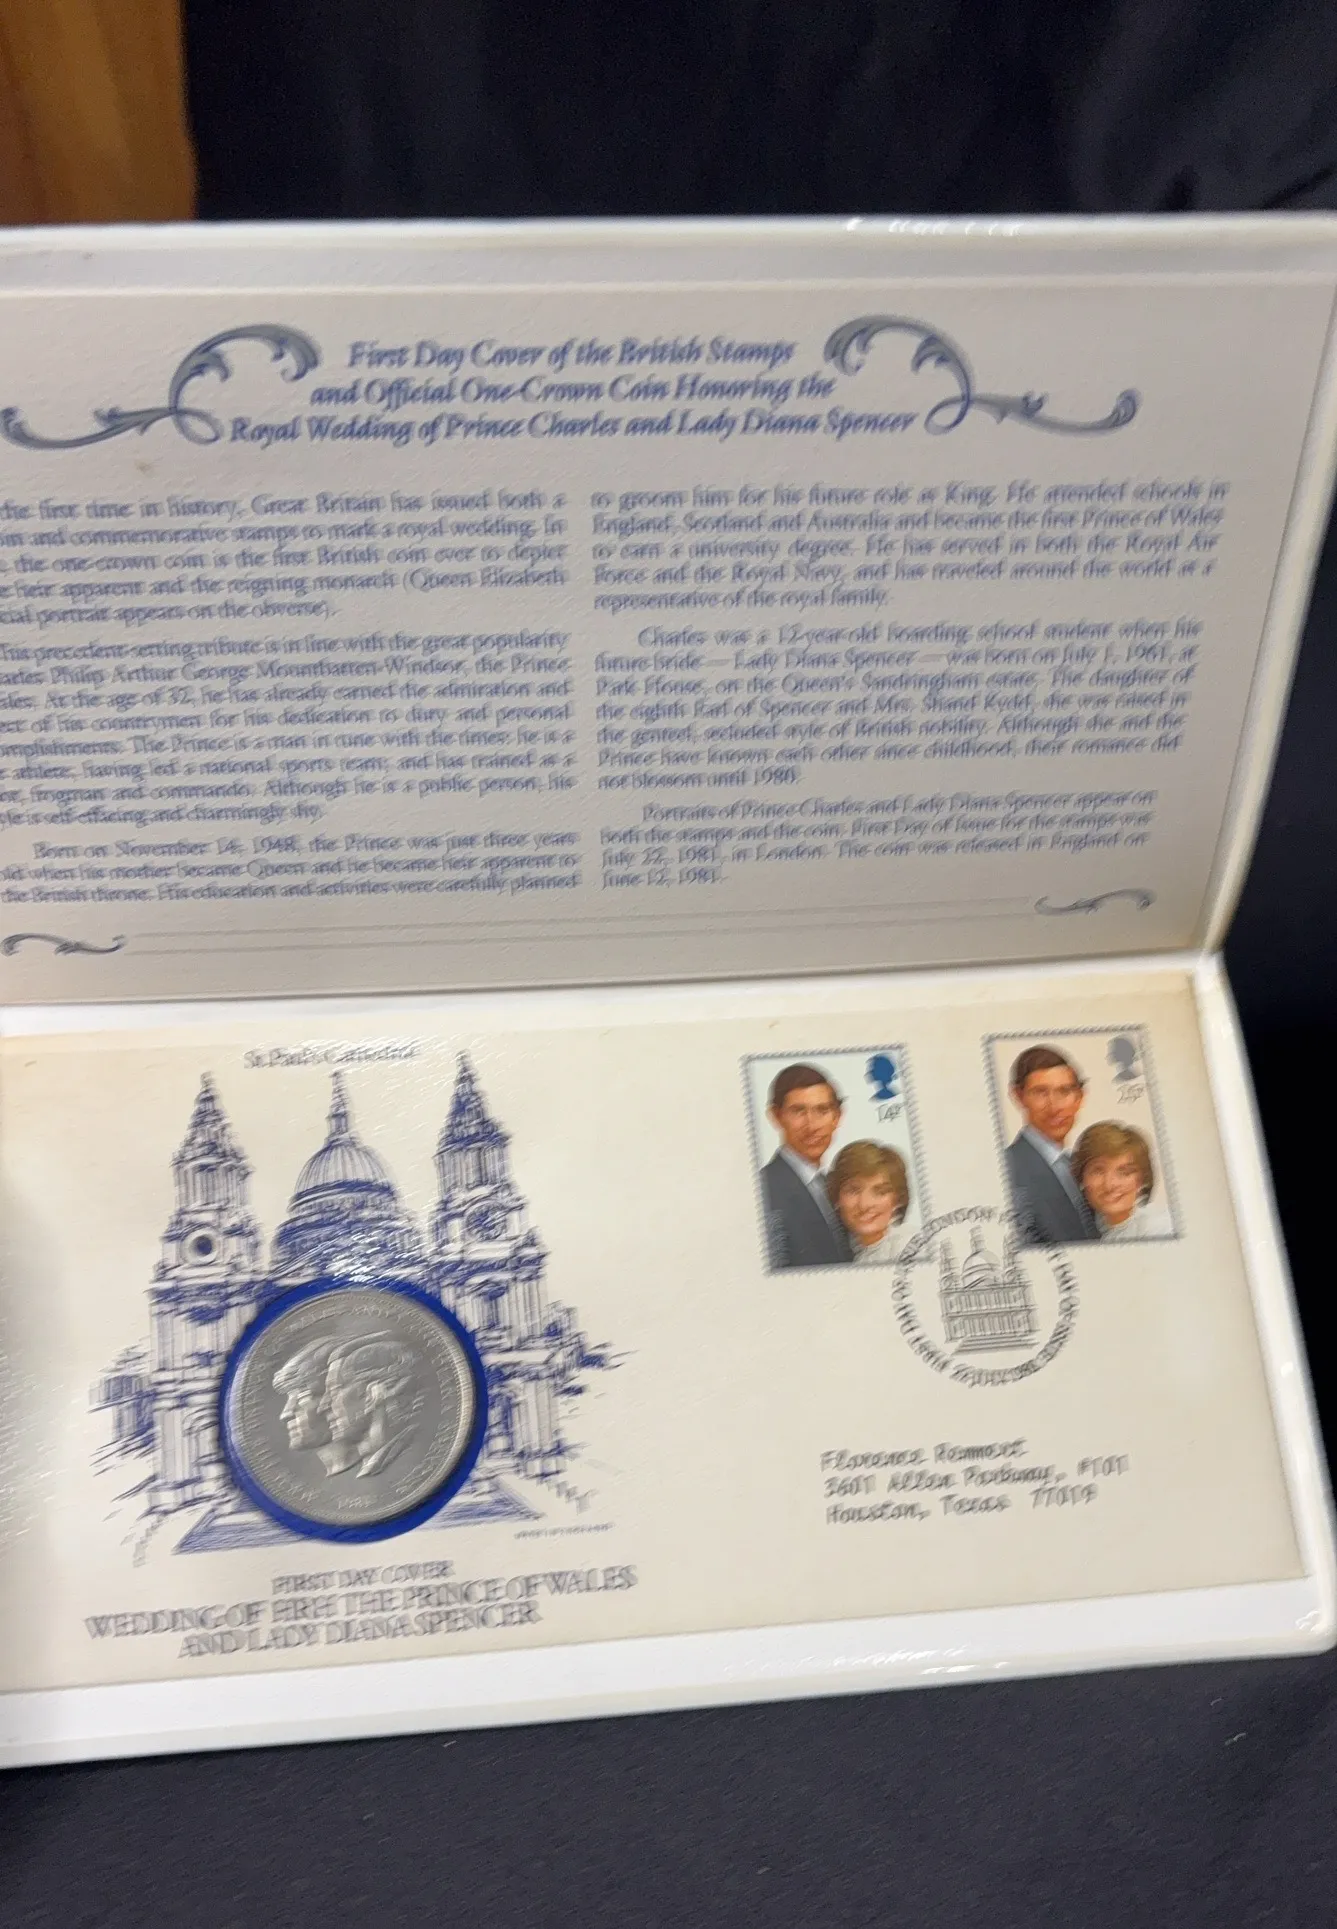 First Day Cover of the British Stamps
and Official One-Crown Coin Honoring the
Royal Wedding of Prince Charles and Lady Diana Spencer
the first time in history, Great Britain has issued both a
and commemorative stamps to mark a royal wedding. In
the one-crown coin is the first British coin ever to depict
heir apparent and the reigning monarch (Queen Elizabeth
portrait appears on the obverse).
This precedent-setting tribute is in line with the great popularity
Philip Arthur George Mountbatten-Windsor, the Prince
At the age of 32, he has already earned the admiration and
of his countrymen for his dedication to duty and personal
The Prince is a man in tune with the times: he is a
athlete, having led a national sports team; and has trained as a
frogman and commando. Although he is a public person, his
is self-effacing and charmingly shy.
Born on November 14, 1948, the Prince was just three years
old when his mother became Queen and he became heir apparent to
the British throne. His education and activities were carefully planned
to groom him for his future role as King. He attended schools in
England, Scotland and Australia and became the first Prince of Wales
to earn a university degree. He has served in both the Royal Air
Force and the Royal Navy, and has traveled around the world as a
representative of the royal family.
Charles was a 12-year-old boarding school student when his
future bride — Lady Diana Spencer — was born on July 1, 1961, at
Park House, on the Queen's Sandringham estate. The daughter of
the eighth Earl of Spencer and Mrs. Shand Kydd, she was raised in
the genteel, secluded style of British nobility. Although she and the
Prince have known each other since childhood, their romance did
not blossom until 1980.
Portraits of Prince Charles and Lady Diana Spencer appear on
both the stamps and the coin. First Day of Issue for the stamps was
July 22, 1981, in London. The coin was released in England on
June 12, 1981.
St. Paul's Cathedral
14P
25P
FIRST DAY OF ISSUE LONDON FIRST DAY OF ISSUE
22 JULY 1981
1981
Florence
3601 Allen Parkway,
Houston, Texas 77019
FIRST DAY COVER
WEDDING OF HRH THE PRINCE OF WALES
AND LADY DIANA SPENCER